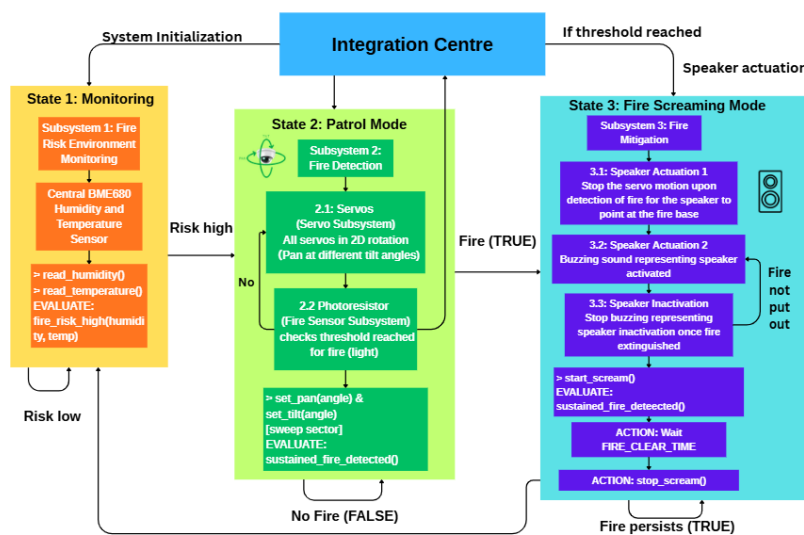 Integration Centre
System Initialization
If threshold reached
Speaker actuation
State 1: Monitoring
Subsystem 1: Fire
Risk Environment
Monitoring
Central BME680
Humidity and
Temperature
Sensor
> read_humidity()
> read_temperature()
EVALUATE:
fire_risk_high(humidi
ty, temp)
Risk low
Risk high
State 2: Patrol Mode
Subsystem 2:
Fire Detection
2.1: Servos
(Servo Subsystem)
All servos in 2D rotation
(Pan at different tilt angles)
No
2.2 Photoresistor
(Fire Sensor Subsystem)
checks threshold reached
for fire (light)
> set_pan(angle) &
set_tilt(angle)
[sweep sector]
EVALUATE:
sustained_fire_detected()
No Fire (FALSE)
Fire (TRUE)
State 3: Fire Screaming Mode
Subsystem 3: Fire
Mitigation
3.1: Speaker Actuation 1
Stop the servo motion upon
detection of fire for the speaker to
point at the fire base
3.2: Speaker Actuation 2
Buzzing sound representing speaker
activated
3.3: Speaker Inactivation
Stop buzzing representing
speaker inactivation once fire
extinguished
Fire
not
put
out
> start_scream()
EVALUATE:
sustained_fire_deteected()
ACTION: Wait
FIRE_CLEAR_TIME
ACTION: stop_scream()
Fire persists (TRUE)